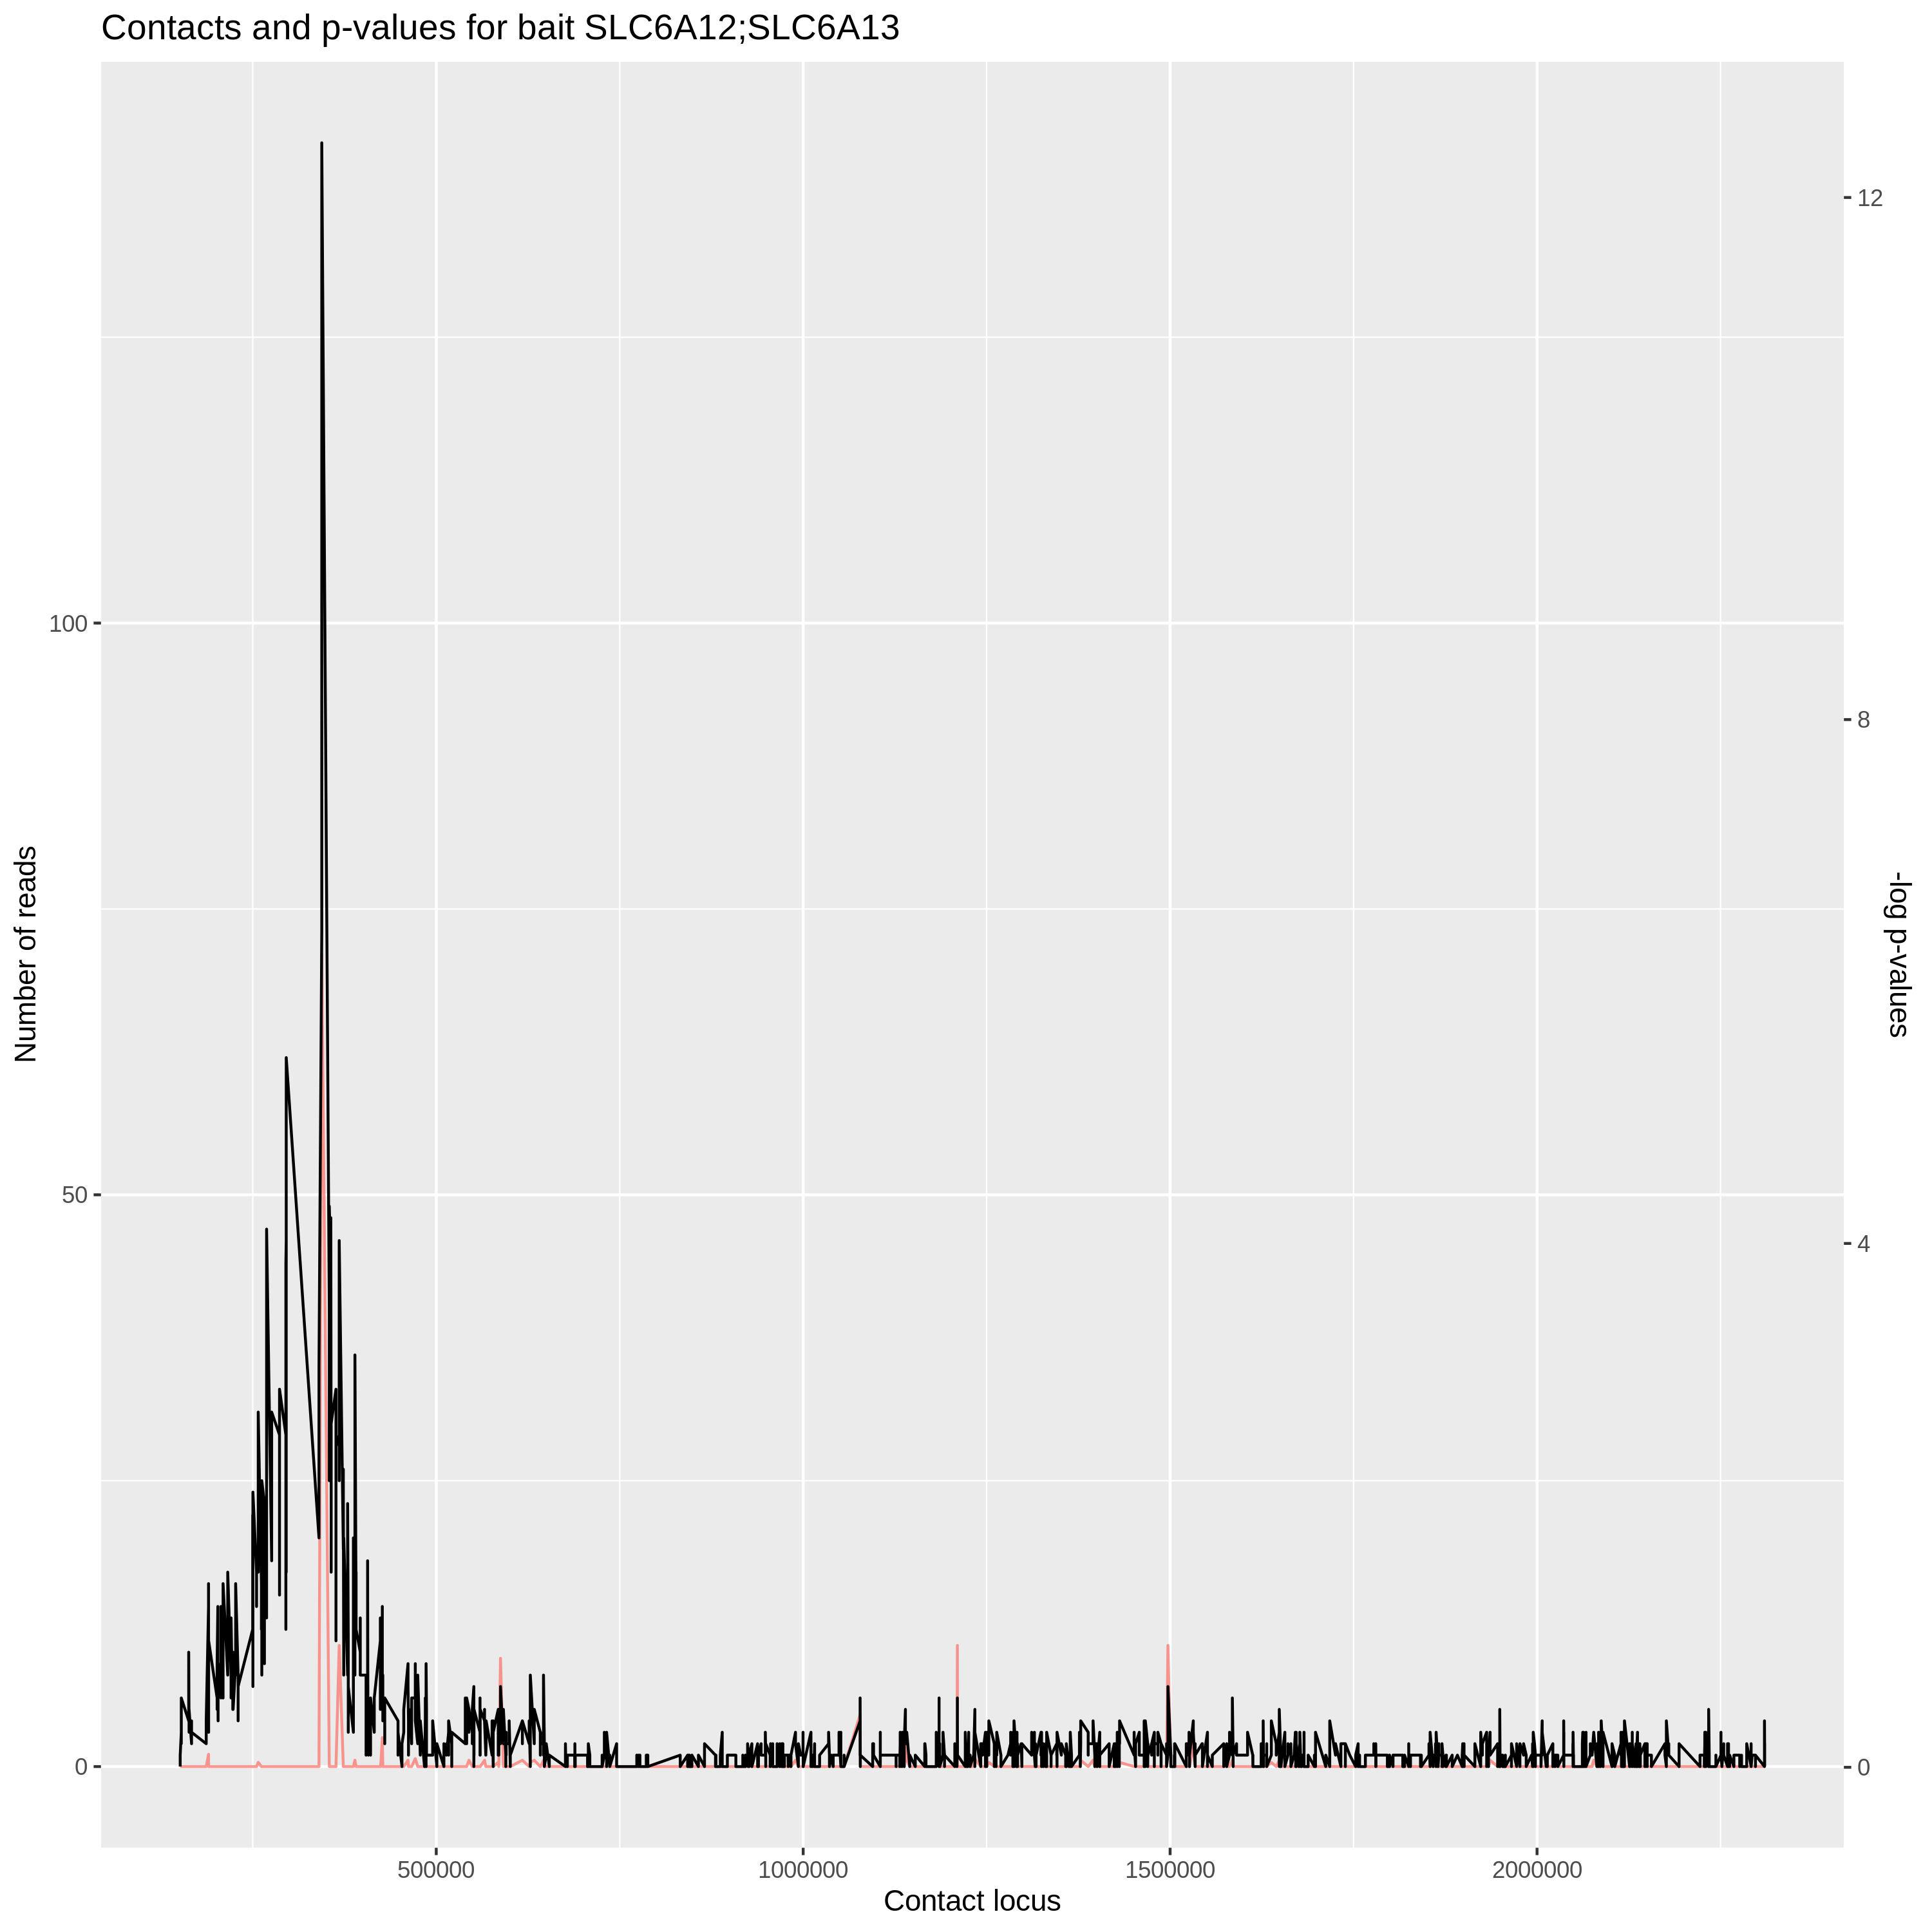 Contacts and p-values for bait SLC6A12;SLC6A13
Number of reads
100
50
0
12
8
4
0
-log p-values
500000
1000000
1500000
2000000
Contact locus